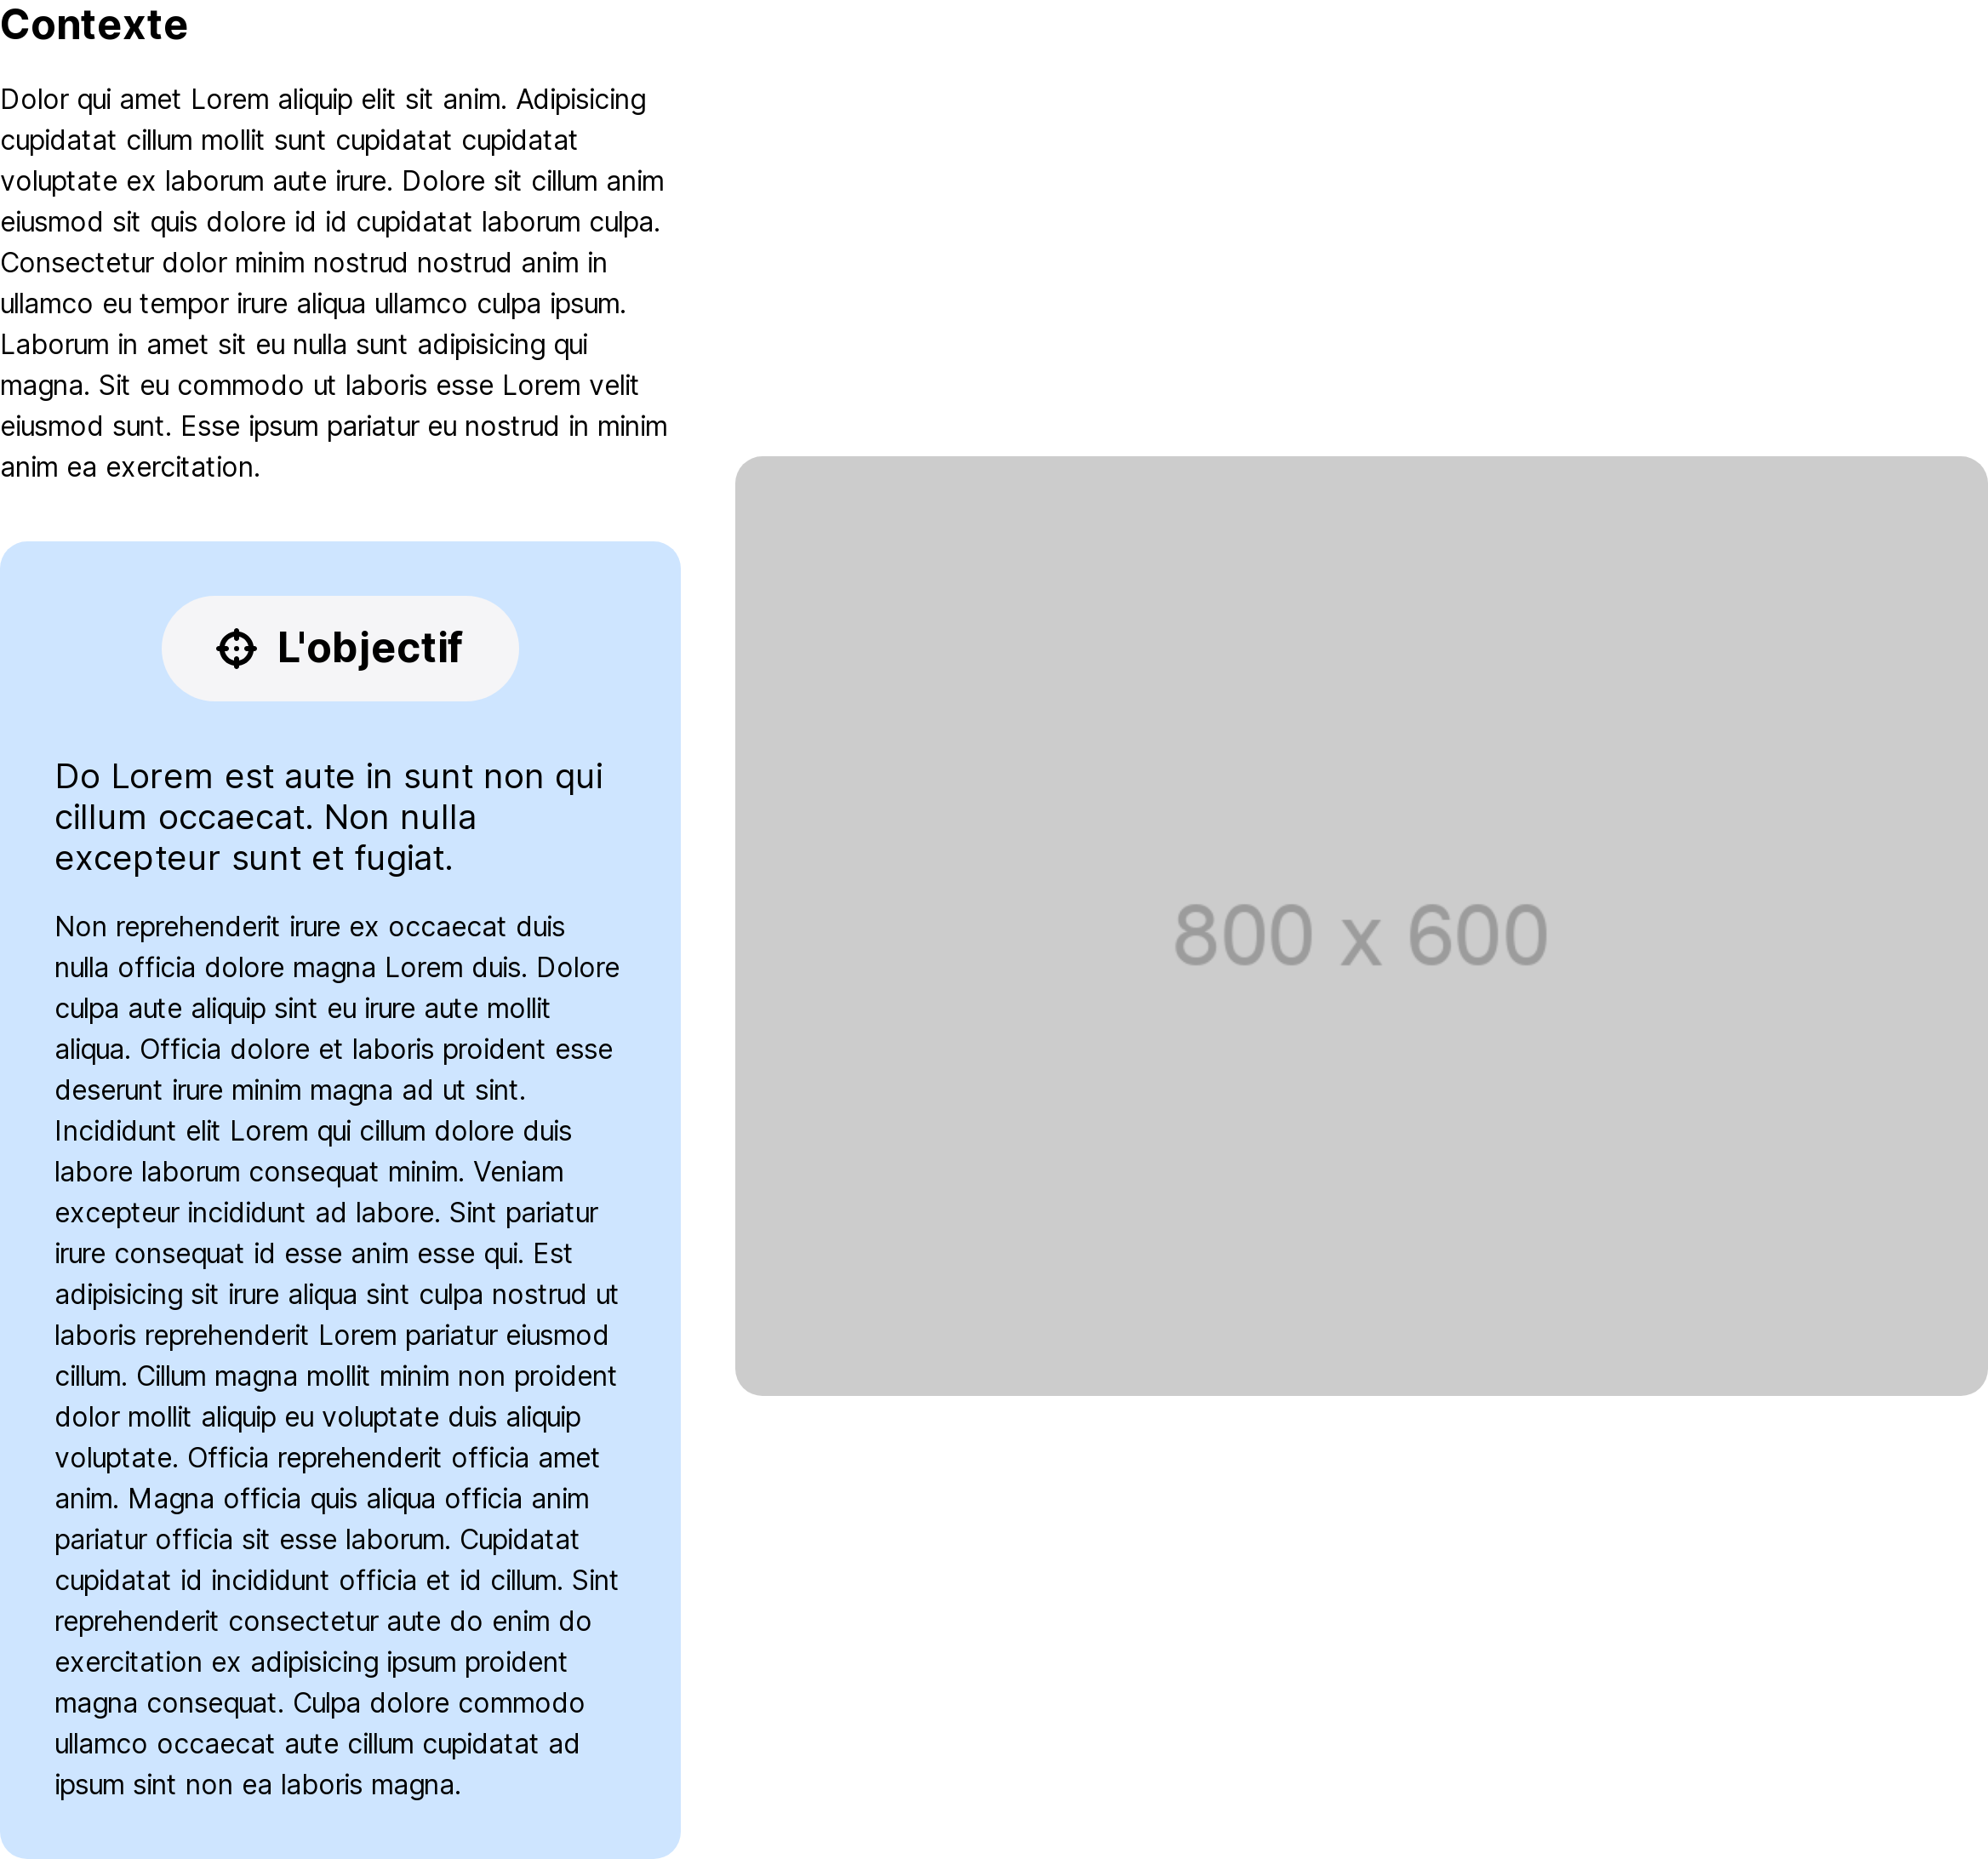 Contexte
Dolor qui amet Lorem aliquip elit sit anim. Adipisicing
cupidatat cillum mollit sunt cupidatat cupidatat
voluptate ex laborum aute irure. Dolore sit cillum anim
eiusmod sit quis dolore id id cupidatat laborum culpa.
Consectetur dolor minim nostrud nostrud anim in
ullamco eu tempor irure aliqua ullamco culpa ipsum.
Laborum in amet sit eu nulla sunt adipisicing qui
magna. Sit eu commodo ut laboris esse Lorem velit
eiusmod sunt. Esse ipsum pariatur eu nostrud in minim
anim ea exercitation.
L'objectif
Do Lorem est aute in sunt non qui
cillum occaecat. Non nulla
excepteur sunt et fugiat.
Non reprehenderit irure ex occaecat duis
nulla officia dolore magna Lorem duis. Dolore
culpa aute aliquip sint eu irure aute mollit
aliqua. Officia dolore et laboris proident esse
deserunt irure minim magna ad ut sint.
Incididunt elit Lorem qui cillum dolore duis
labore laborum consequat minim. Veniam
excepteur incididunt ad labore. Sint pariatur
irure consequat id esse anim esse qui. Est
adipisicing sit irure aliqua sint culpa nostrud ut
laboris reprehenderit Lorem pariatur eiusmod
cillum. Cillum magna mollit minim non proident
dolor mollit aliquip eu voluptate duis aliquip
voluptate. Officia reprehenderit officia amet
anim. Magna officia quis aliqua officia anim
pariatur officia sit esse laborum. Cupidatat
cupidatat id incididunt officia et id cillum. Sint
reprehenderit consectetur aute do enim do
exercitation ex adipisicing ipsum proident
magna consequat. Culpa dolore commodo
ullamco occaecat aute cillum cupidatat ad
ipsum sint non ea laboris magna.
800 x 600